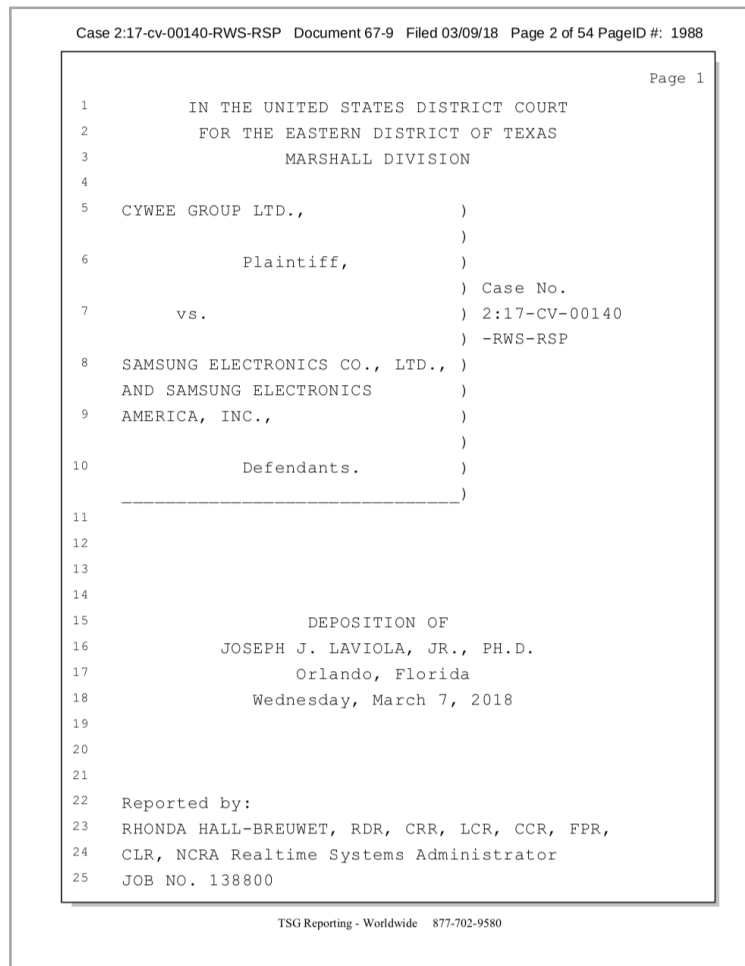 Case 2:17-cv-00140-RWS-RSP Document 67-9 Filed 03/09/18 Page 2 of 54 PageID #: 1988
Page 1
1 IN THE UNITED STATES DISTRICT COURT
2 FOR THE EASTERN DISTRICT OF TEXAS
3 MARSHALL DIVISION
4
5 CYWEE GROUP LTD., )
)
6 Plaintiff, )
) Case No.
7 vs. ) 2:17-CV-00140
) -RWS-RSP
8 SAMSUNG ELECTRONICS CO., LTD., )
AND SAMSUNG ELECTRONICS )
9 AMERICA, INC., )
)
10 Defendants. )
_______________________________)
11
12
13
14
15 DEPOSITION OF
16 JOSEPH J. LAVIOLA, JR., PH.D.
17 Orlando, Florida
18 Wednesday, March 7, 2018
19
20
21
22 Reported by:
23 RHONDA HALL-BREUWET, RDR, CRR, LCR, CCR, FPR,
24 CLR, NCRA Realtime Systems Administrator
25 JOB NO. 138800
TSG Reporting - Worldwide 877-702-9580